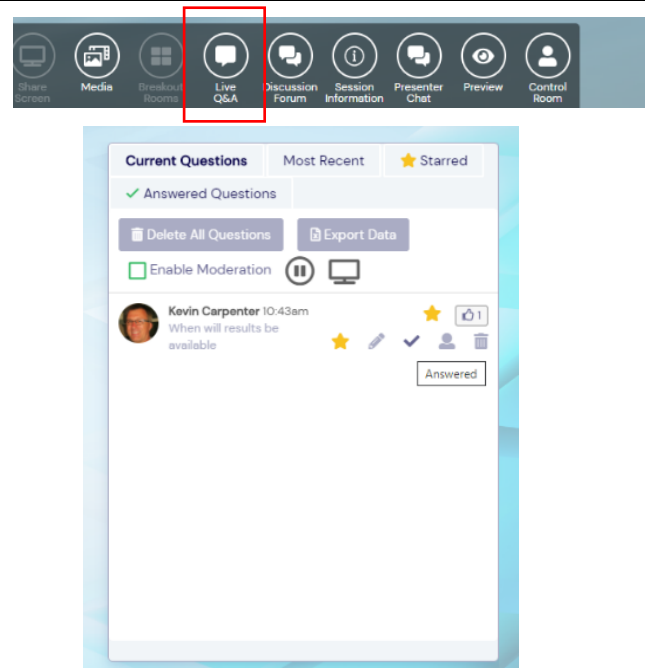 Share
Screen
Media
Breakout
Rooms
Live
Q&A
Discussion
Forum
Session
Information
Presenter
Chat
Preview
Control
Room
Current Questions
Most Recent
Starred
Answered Questions
Delete All Questions
Export Data
Enable Moderation
Kevin Carpenter 10:43am
1
When will results be
available
Answered